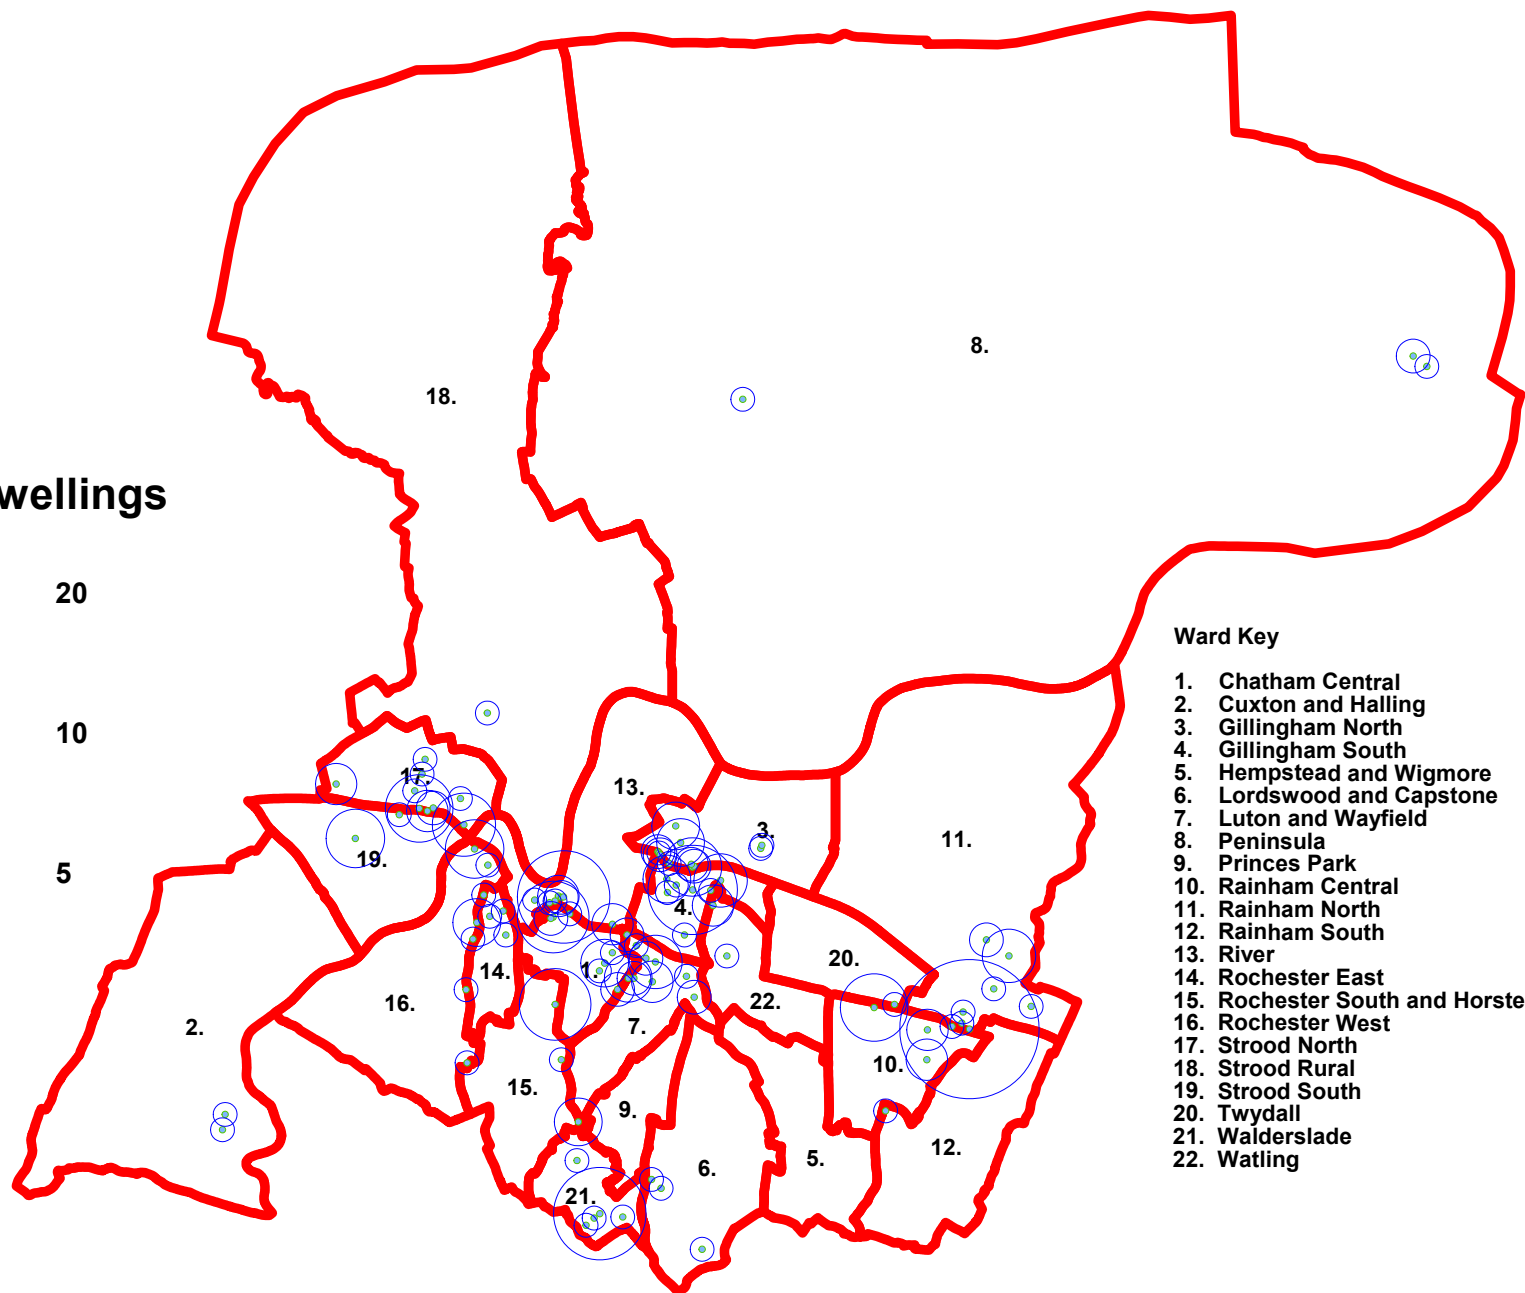 wellings
20
10
5
18.
8.
17.
13.
3.
11.
19.
4.
14.
1.
20.
16.
22.
2.
7.
10.
15.
9.
12.
6.
5.
21.
Ward Key
1. Chatham Central
2. Cuxton and Halling
3. Gillingham North
4. Gillingham South
5. Hempstead and Wigmore
6. Lordswood and Capstone
7. Luton and Wayfield
8. Peninsula
9. Princes Park
10. Rainham Central
11. Rainham North
12. Rainham South
13. River
14. Rochester East
15. Rochester South and Horste
16. Rochester West
17. Strood North
18. Strood Rural
19. Strood South
20. Twydall
21. Walderslade
22. Watling